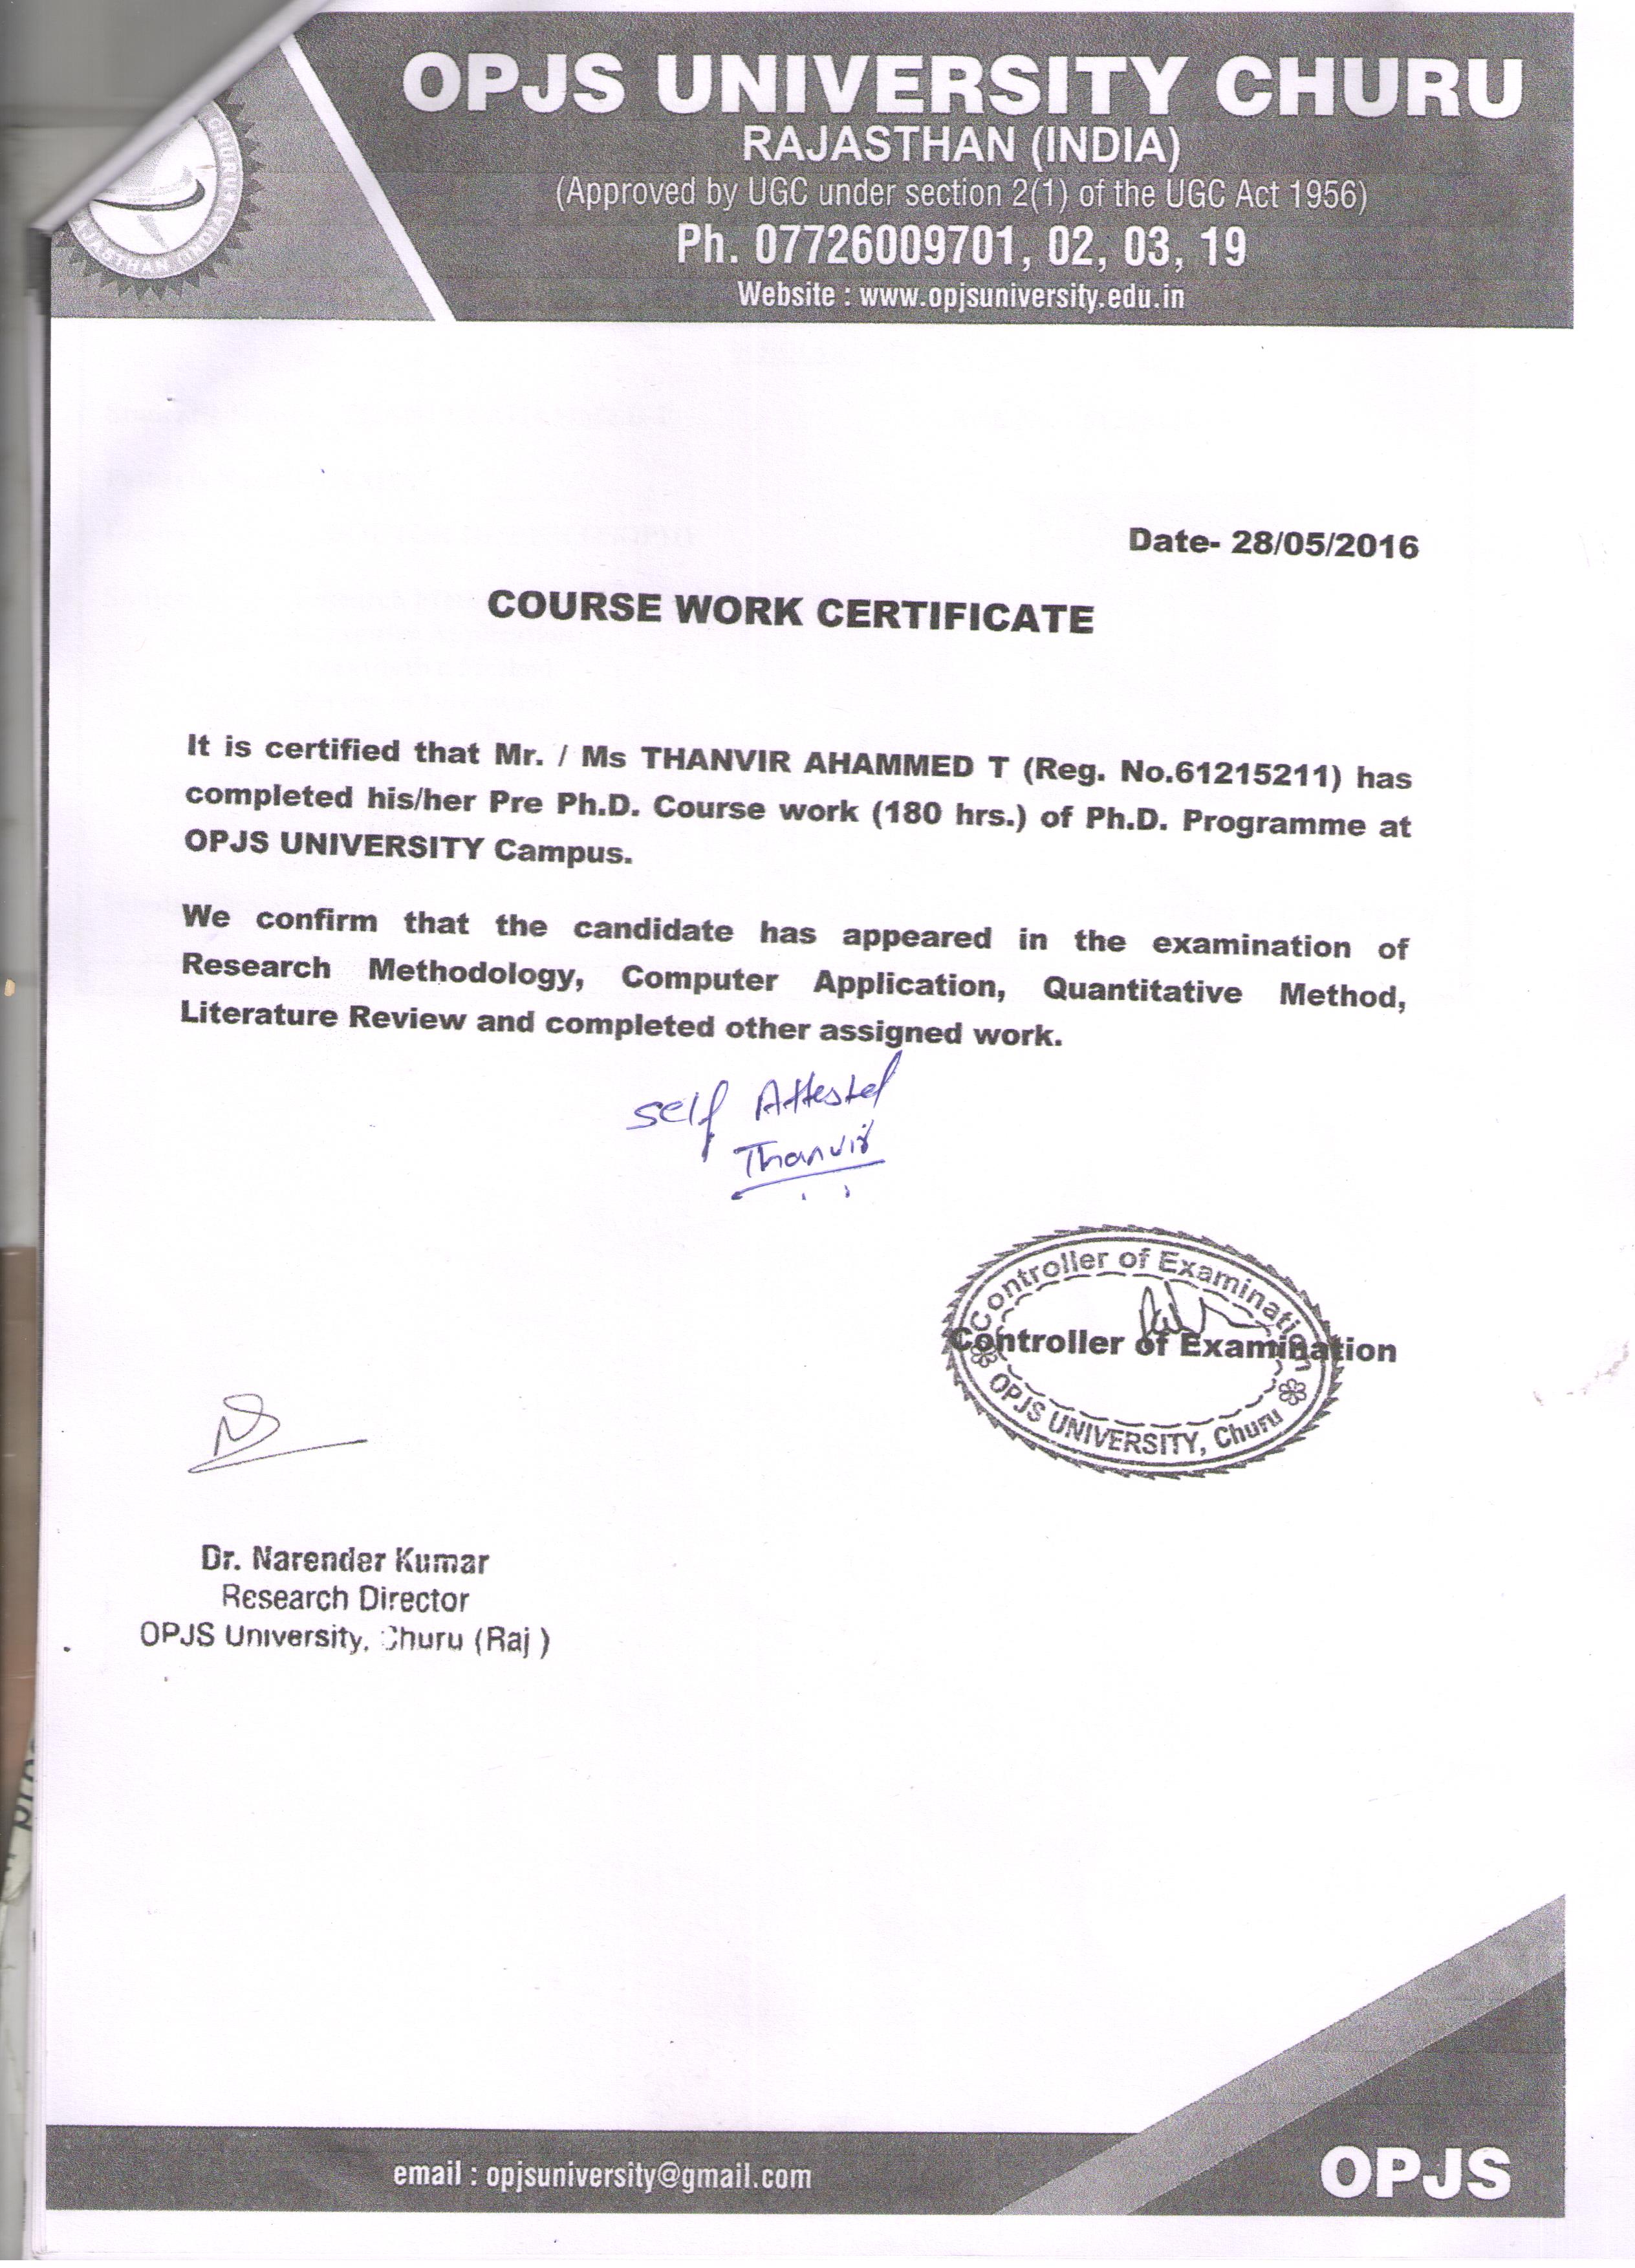 OPJS UNIVERSITY CHURU
RAJASTHAN (INDIA)
(Approved by UGC under section 2(1) of the UGC Act 1956)
Ph. 07726009701, 02, 03, 19
Website : www.opjsuniversity.edu.in
CHURU
RAJASTHAN (INDIA)
Date- 28/05/2016
COURSE WORK CERTIFICATE
It is certified that Mr. / Ms THANVIR AHAMMED T (Reg. No.61215211) has
completed his/her Pre Ph.D. Course work (180 hrs.) of Ph.D. Programme at
OPJS UNIVERSITY Campus.
We confirm that the candidate has appeared in the examination of
Research Methodology, Computer Application, Quantitative Method,
Literature Review and completed other assigned work.
Self Attested
Thanvir
Controller of Examination
Controller of Examination
OPJS UNIVERSITY, Churu
Dr. Narender Kumar
Research Director
OPJS University, Churu (Raj )
email : opjsuniversity@gmail.com
OPJS